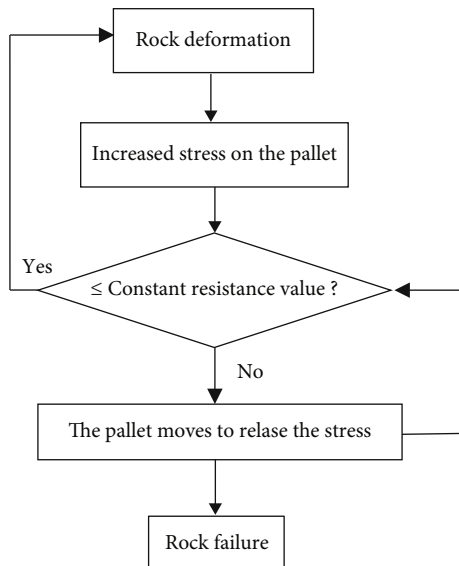 Rock deformation
Increased stress on the pallet
Yes
≤ Constant resistance value ?
No
The pallet moves to relase the stress
Rock failure